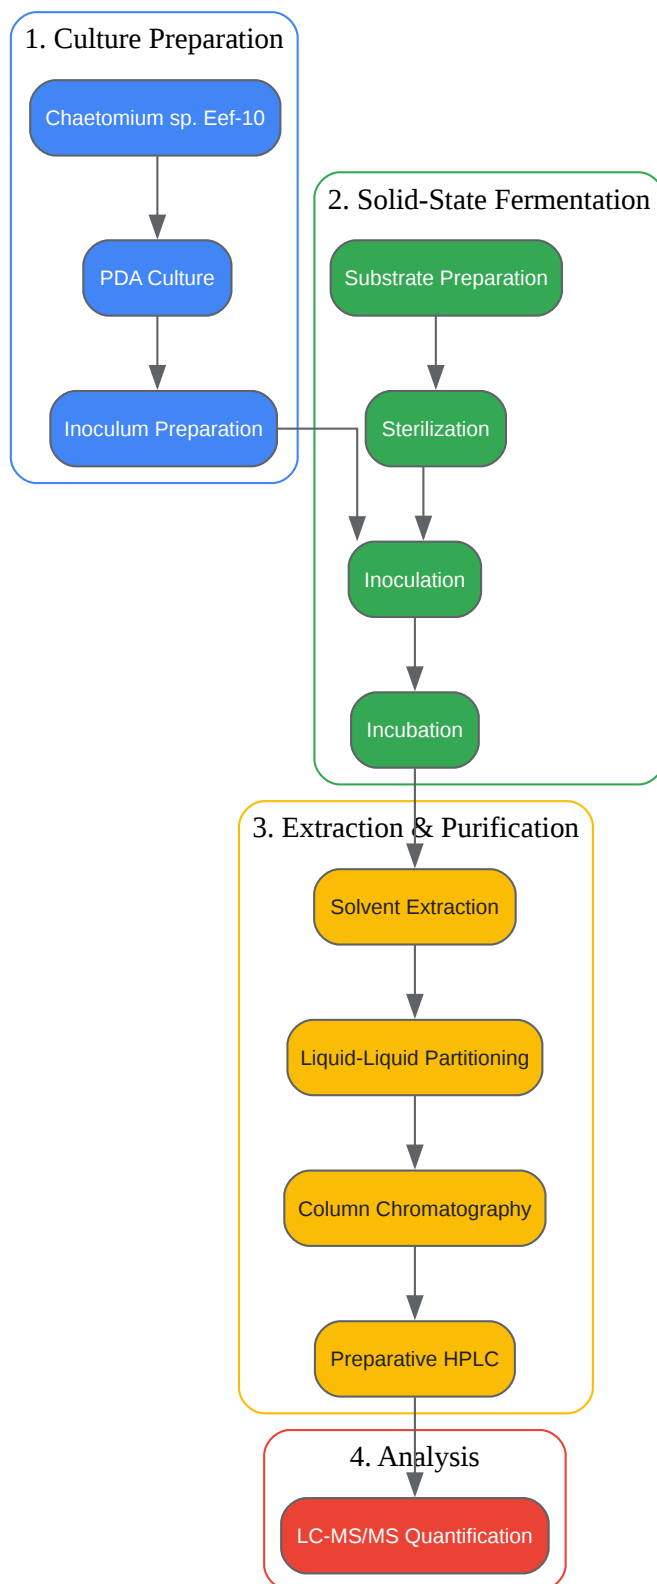 1. Culture Preparation
Chaetomium sp. Eef-10
PDA Culture
Inoculum Preparation
2. Solid-State Fermentation
Substrate Preparation
Sterilization
Inoculation
Incubation
3. Extraction & Purification
Solvent Extraction
Liquid-Liquid Partitioning
Column Chromatography
Preparative HPLC
4. Analysis
LC-MS/MS Quantification